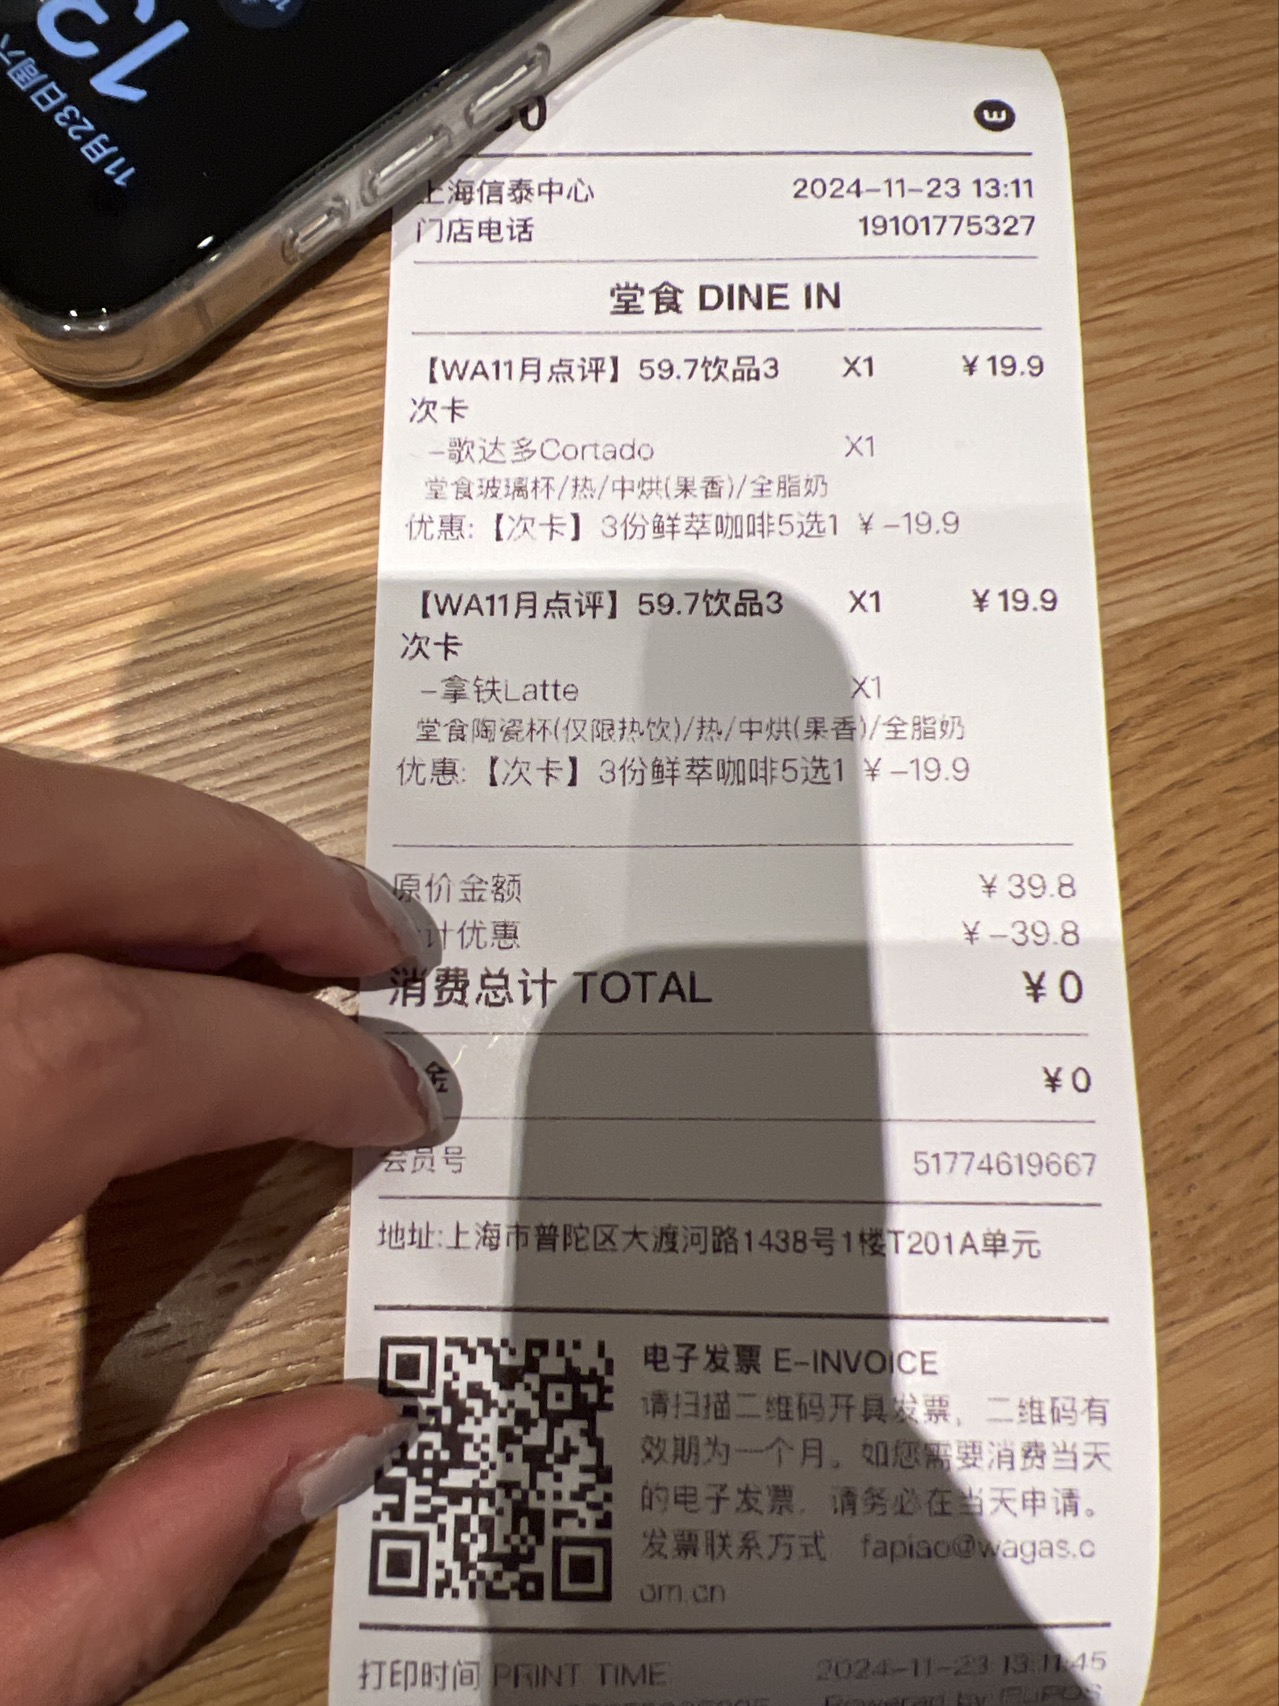 11月23日周六
上海信泰中心 2024-11-23 13:11
门店电话 19101775327
堂食 DINE IN
【WA11月点评】59.7饮品3 X1 ¥19.9
次卡
-歌达多Cortado X1
堂食玻璃杯/热/中烘(果香)/全脂奶
优惠:【次卡】3份鲜萃咖啡5选1 ¥-19.9
【WA11月点评】59.7饮品3 X1 ¥19.9
次卡
-拿铁Latte X1
堂食陶瓷杯(仅限热饮)/热/中烘(果香)/全脂奶
优惠:【次卡】3份鲜萃咖啡5选1 ¥-19.9
原价金额 ¥39.8
计优惠 ¥-39.8
消费总计 TOTAL ¥0
金 ¥0
会员号 51774619667
地址:上海市普陀区大渡河路1438号1楼T201A单元
电子发票 E-INVOICE
请扫描二维码开具发票，二维码有
效期为一个月。如您需要消费当天
的电子发票，请务必在当天申请。
发票联系方式 fapiao@wagas.c
om.cn
打印时间 PRINT TIME 2024-11-23 13:11:45
Powered by